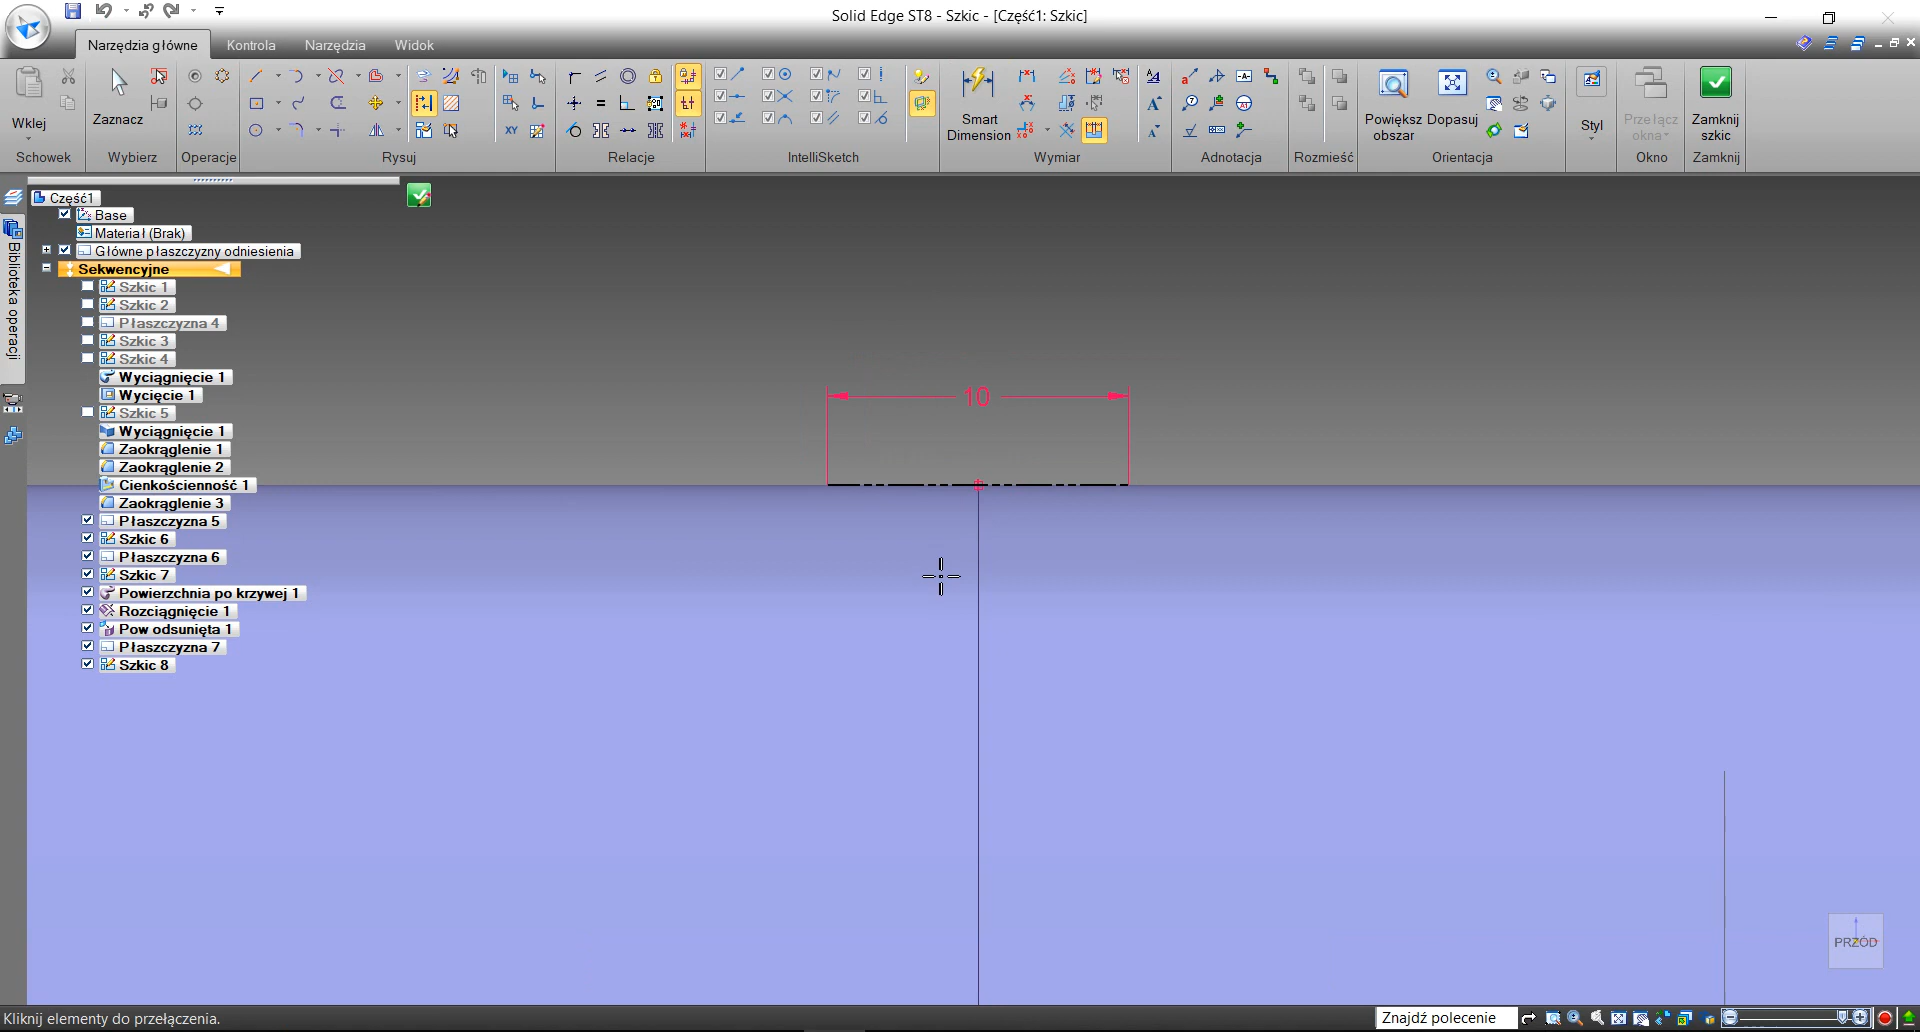 Solid Edge ST8 - Szkic - [Część1: Szkic]
Narzędzia główne
Kontrola
Narzędzia
Widok
Wklej
Zaznacz
Smart Dimension
Powiększ obszar
Dopasuj
Styl
Przełącz okna
Zamknij szkic
Schowek
Wybierz
Operacje
Rysuj
Relacje
IntelliSketch
Wymiar
Adnotacja
Rozmieść
Orientacja
Okno
Zamknij
Biblioteka operacji
Część1
Base
Materiał (Brak)
Główne płaszczyzny odniesienia
Sekwencyjne
Szkic 1
Szkic 2
Płaszczyzna 4
Szkic 3
Szkic 4
Wyciągnięcie 1
Wycięcie 1
Szkic 5
Wyciągnięcie 1
Zaokrąglenie 1
Zaokrąglenie 2
Cienkościenność 1
Zaokrąglenie 3
Płaszczyzna 5
Szkic 6
Płaszczyzna 6
Szkic 7
Powierzchnia po krzywej 1
Rozciągnięcie 1
Pow odsunięta 1
Płaszczyzna 7
Szkic 8
10
PRZÓD
Kliknij elementy do przełączenia.
Znajdź polecenie